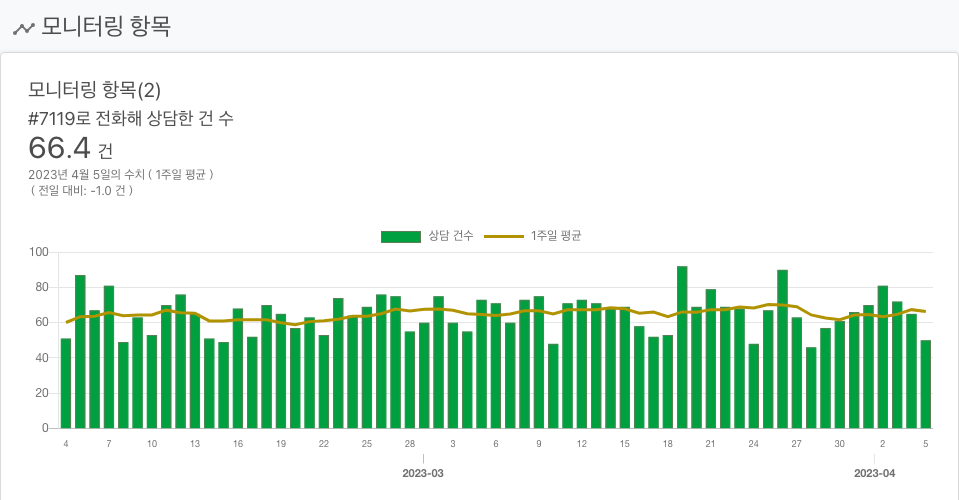 모니터링 항목
모니터링 항목(2)
#7119로 전화해 상담한 건 수
66.4 건
2023년 4월 5일의 수치 ( 1주일 평균 )
( 전일 대비: -1.0 건 )
상담 건수 1주일 평균
100
80
60
40
20
0
4 7 10 13 16 19 22 25 28 3 6 9 12 15 18 21 24 27 30 2 5
2023-03 2023-04